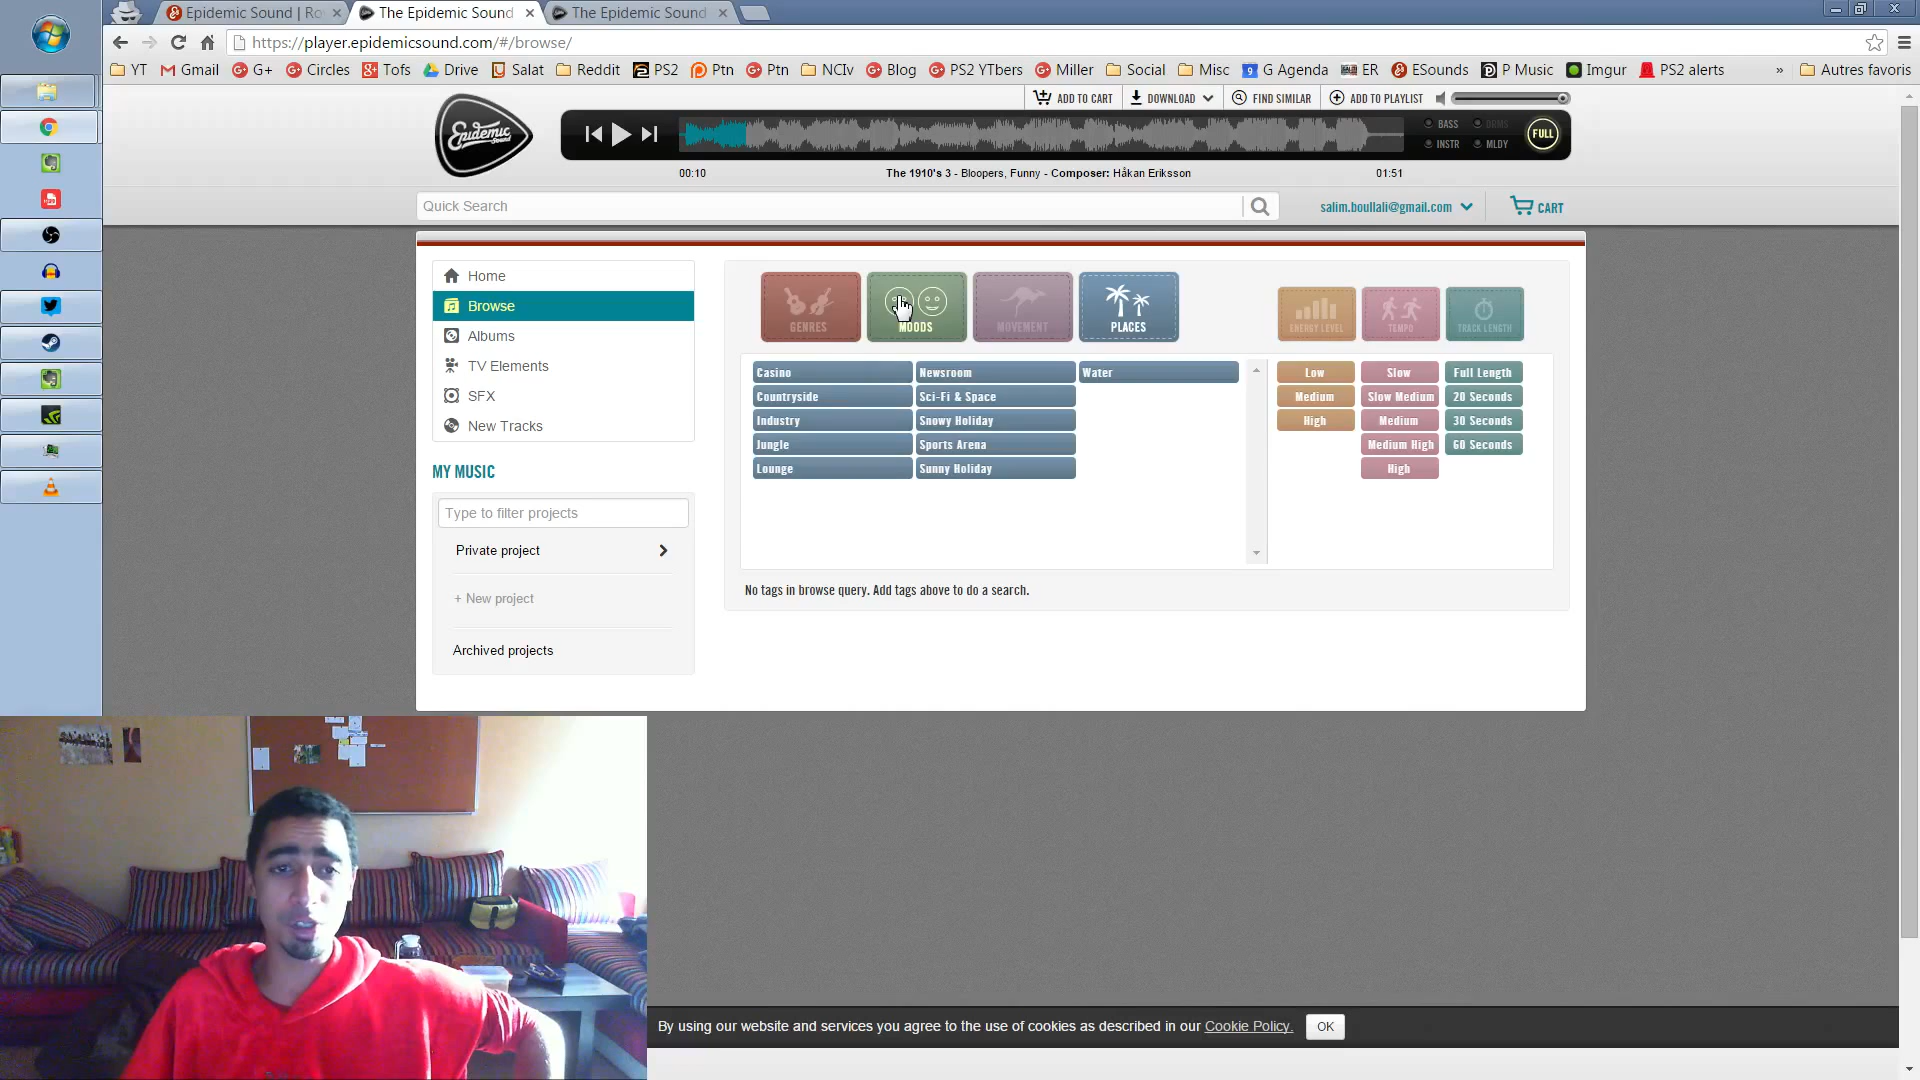 Epidemic Sound | Ro
The Epidemic Sound
The Epidemic Sound
https://player.epidemicsound.com/#/browse/
YT Gmail G+ Circles Tofs Drive Salat Reddit PS2 Ptn Ptn NCIv Blog PS2 YTbers Miller Social Misc G Agenda ER ESounds P Music Imgur PS2 alerts » Autres favoris
ADD TO CART DOWNLOAD FIND SIMILAR ADD TO PLAYLIST
Epidemic Sound
BASS DRMS
INSTR MLDY
FULL
00:10 The 1910's 3 - Bloopers, Funny - Composer: Håkan Eriksson 01:51
Quick Search salim.boullali@gmail.com CART
Home
Browse
Albums
TV Elements
SFX
New Tracks
MY MUSIC
Type to filter projects
Private project
+ New project
Archived projects
GENRES MOODS MOVEMENT PLACES ENERGY LEVEL TEMPO TRACK LENGTH
Casino Newsroom Water Low Slow Full Length
Countryside Sci-Fi & Space Medium Slow Medium 20 Seconds
Industry Snowy Holiday High Medium 30 Seconds
Jungle Sports Arena Medium High 60 Seconds
Lounge Sunny Holiday High
No tags in browse query. Add tags above to do a search.
By using our website and services you agree to the use of cookies as described in our Cookie Policy. OK